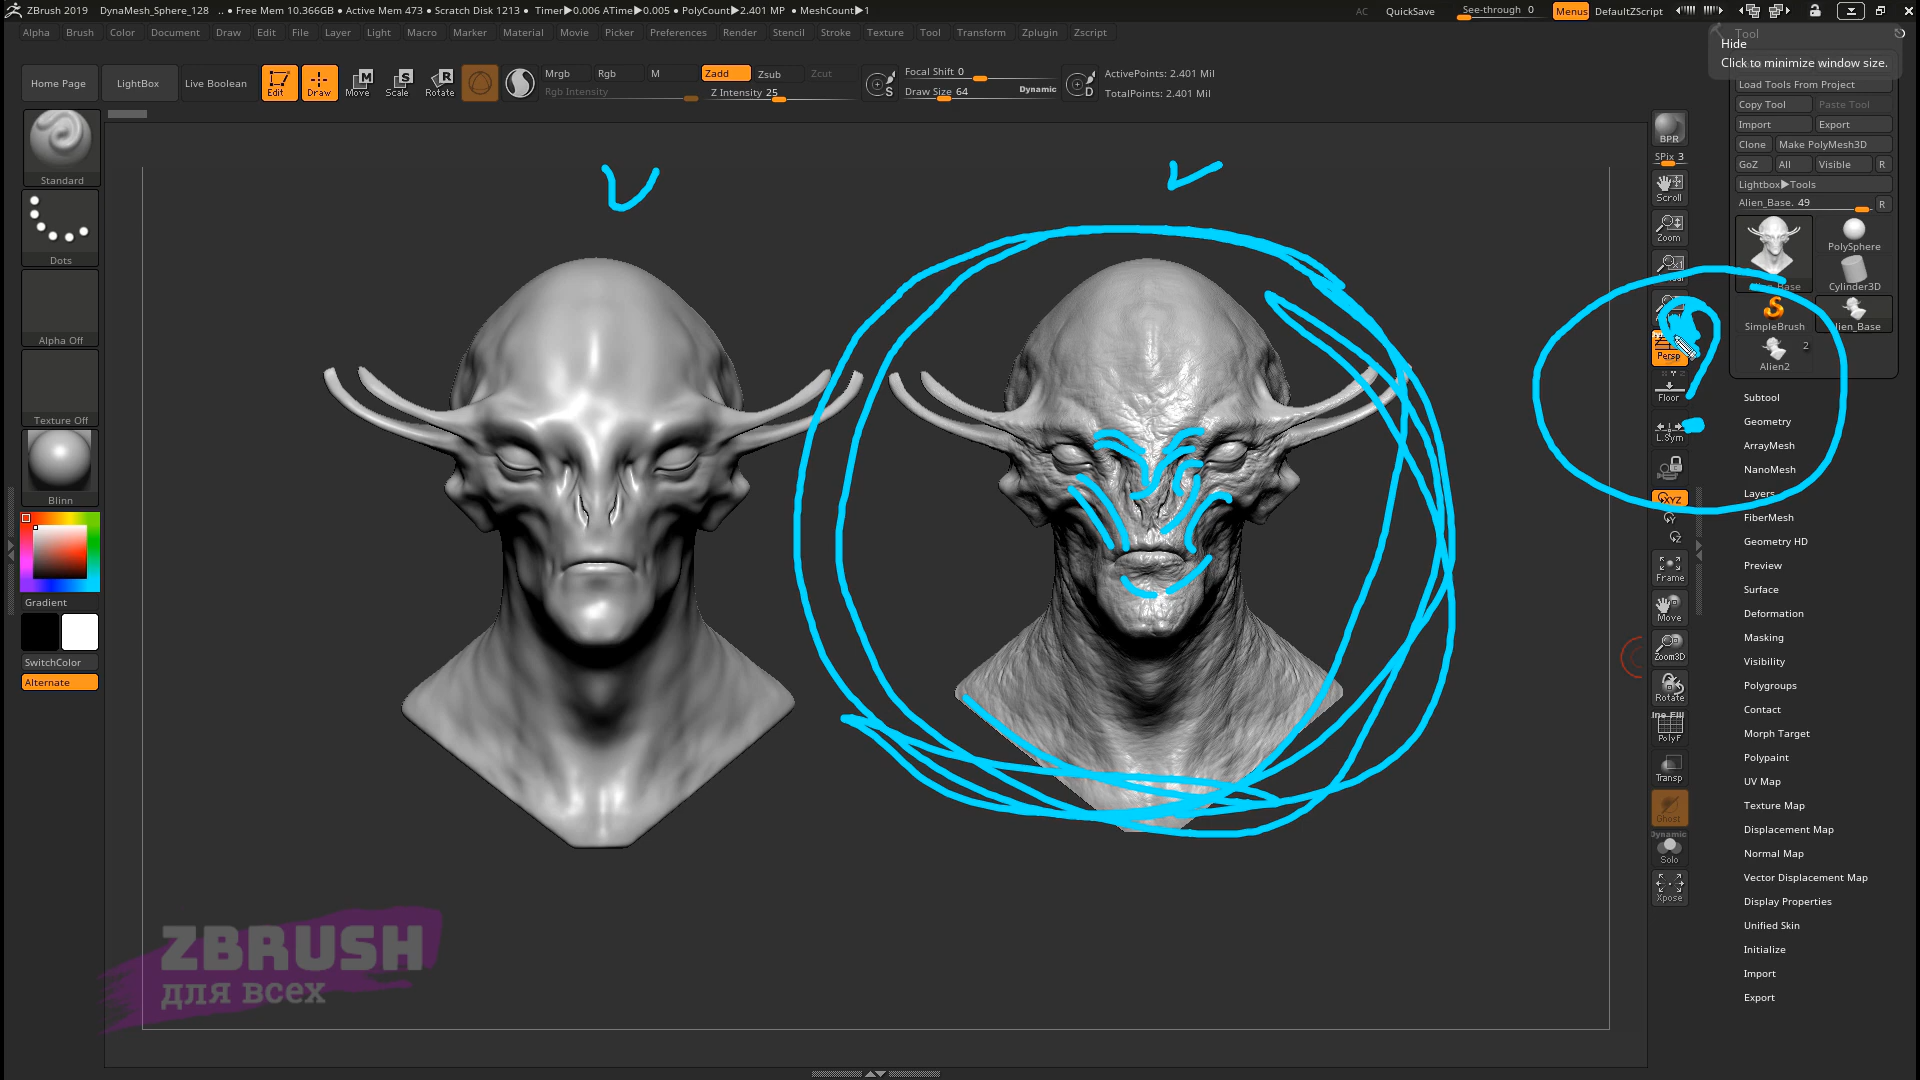 ZBrush 2019 DynaMesh_Sphere_128 .. • Free Mem 10.366GB • Active Mem 473 • Scratch Disk 1213 • Timer▶0.006 ATime▶0.005 • PolyCount▶2.401 MP • MeshCount▶1 AC QuickSave See-through 0 Menus DefaultZScript
Alpha Brush Color Document Draw Edit File Layer Light Macro Marker Material Movie Picker Preferences Render Stencil Stroke Texture Tool Transform Zplugin Zscript
Tool
Hide
Click to minimize window size.
Home Page LightBox Live Boolean Edit Draw Move Scale Rotate
M S R
Mrgb Rgb M Zadd Zsub Zcut
Rgb Intensity Z Intensity 25
S Focal Shift 0
Draw Size 64 Dynamic
D ActivePoints: 2.401 Mil
TotalPoints: 2.401 Mil
Load Tools From Project
Copy Tool Paste Tool
Import Export
Clone Make PolyMesh3D
GoZ All Visible R
Lightbox▶Tools
Alien_Base. 49 R
Alien_Base PolySphere
Cylinder3D
SimpleBrush Alien_Base
2
Alien2
Standard
Dots
Alpha Off
Texture Off
Blinn
Gradient
SwitchColor
Alternate
BPR
SPix 3
Scroll
Zoom
Persp
Floor
L.Sym
XYZ
Y
Z
Frame
Move
Zoom3D
Rotate
Line Fill
PolyF
Transp
Ghost
Dynamic
Solo
Xpose
Subtool
Geometry
ArrayMesh
NanoMesh
Layers
FiberMesh
Geometry HD
Preview
Surface
Deformation
Masking
Visibility
Polygroups
Contact
Morph Target
Polypaint
UV Map
Texture Map
Displacement Map
Normal Map
Vector Displacement Map
Display Properties
Unified Skin
Initialize
Import
Export
ZBRUSH
для всех